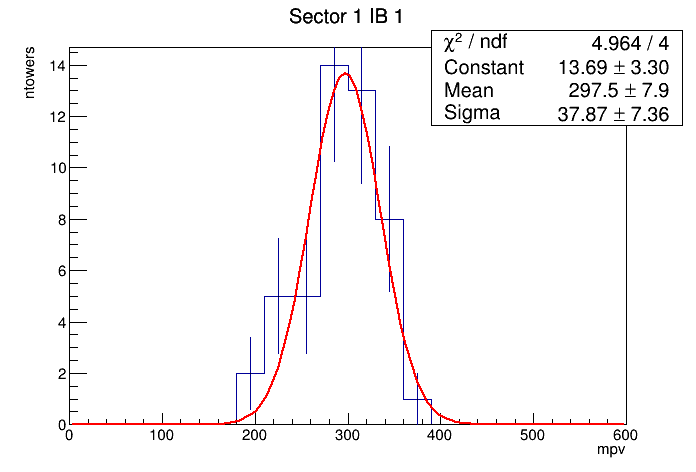 Sector 1 IB 1
χ² / ndf 4.964 / 4
Constant 13.69 ± 3.30
Mean 297.5 ± 7.9
Sigma 37.87 ± 7.36
ntowers
14
12
10
8
6
4
2
0
0 100 200 300 400 500 600
mpv